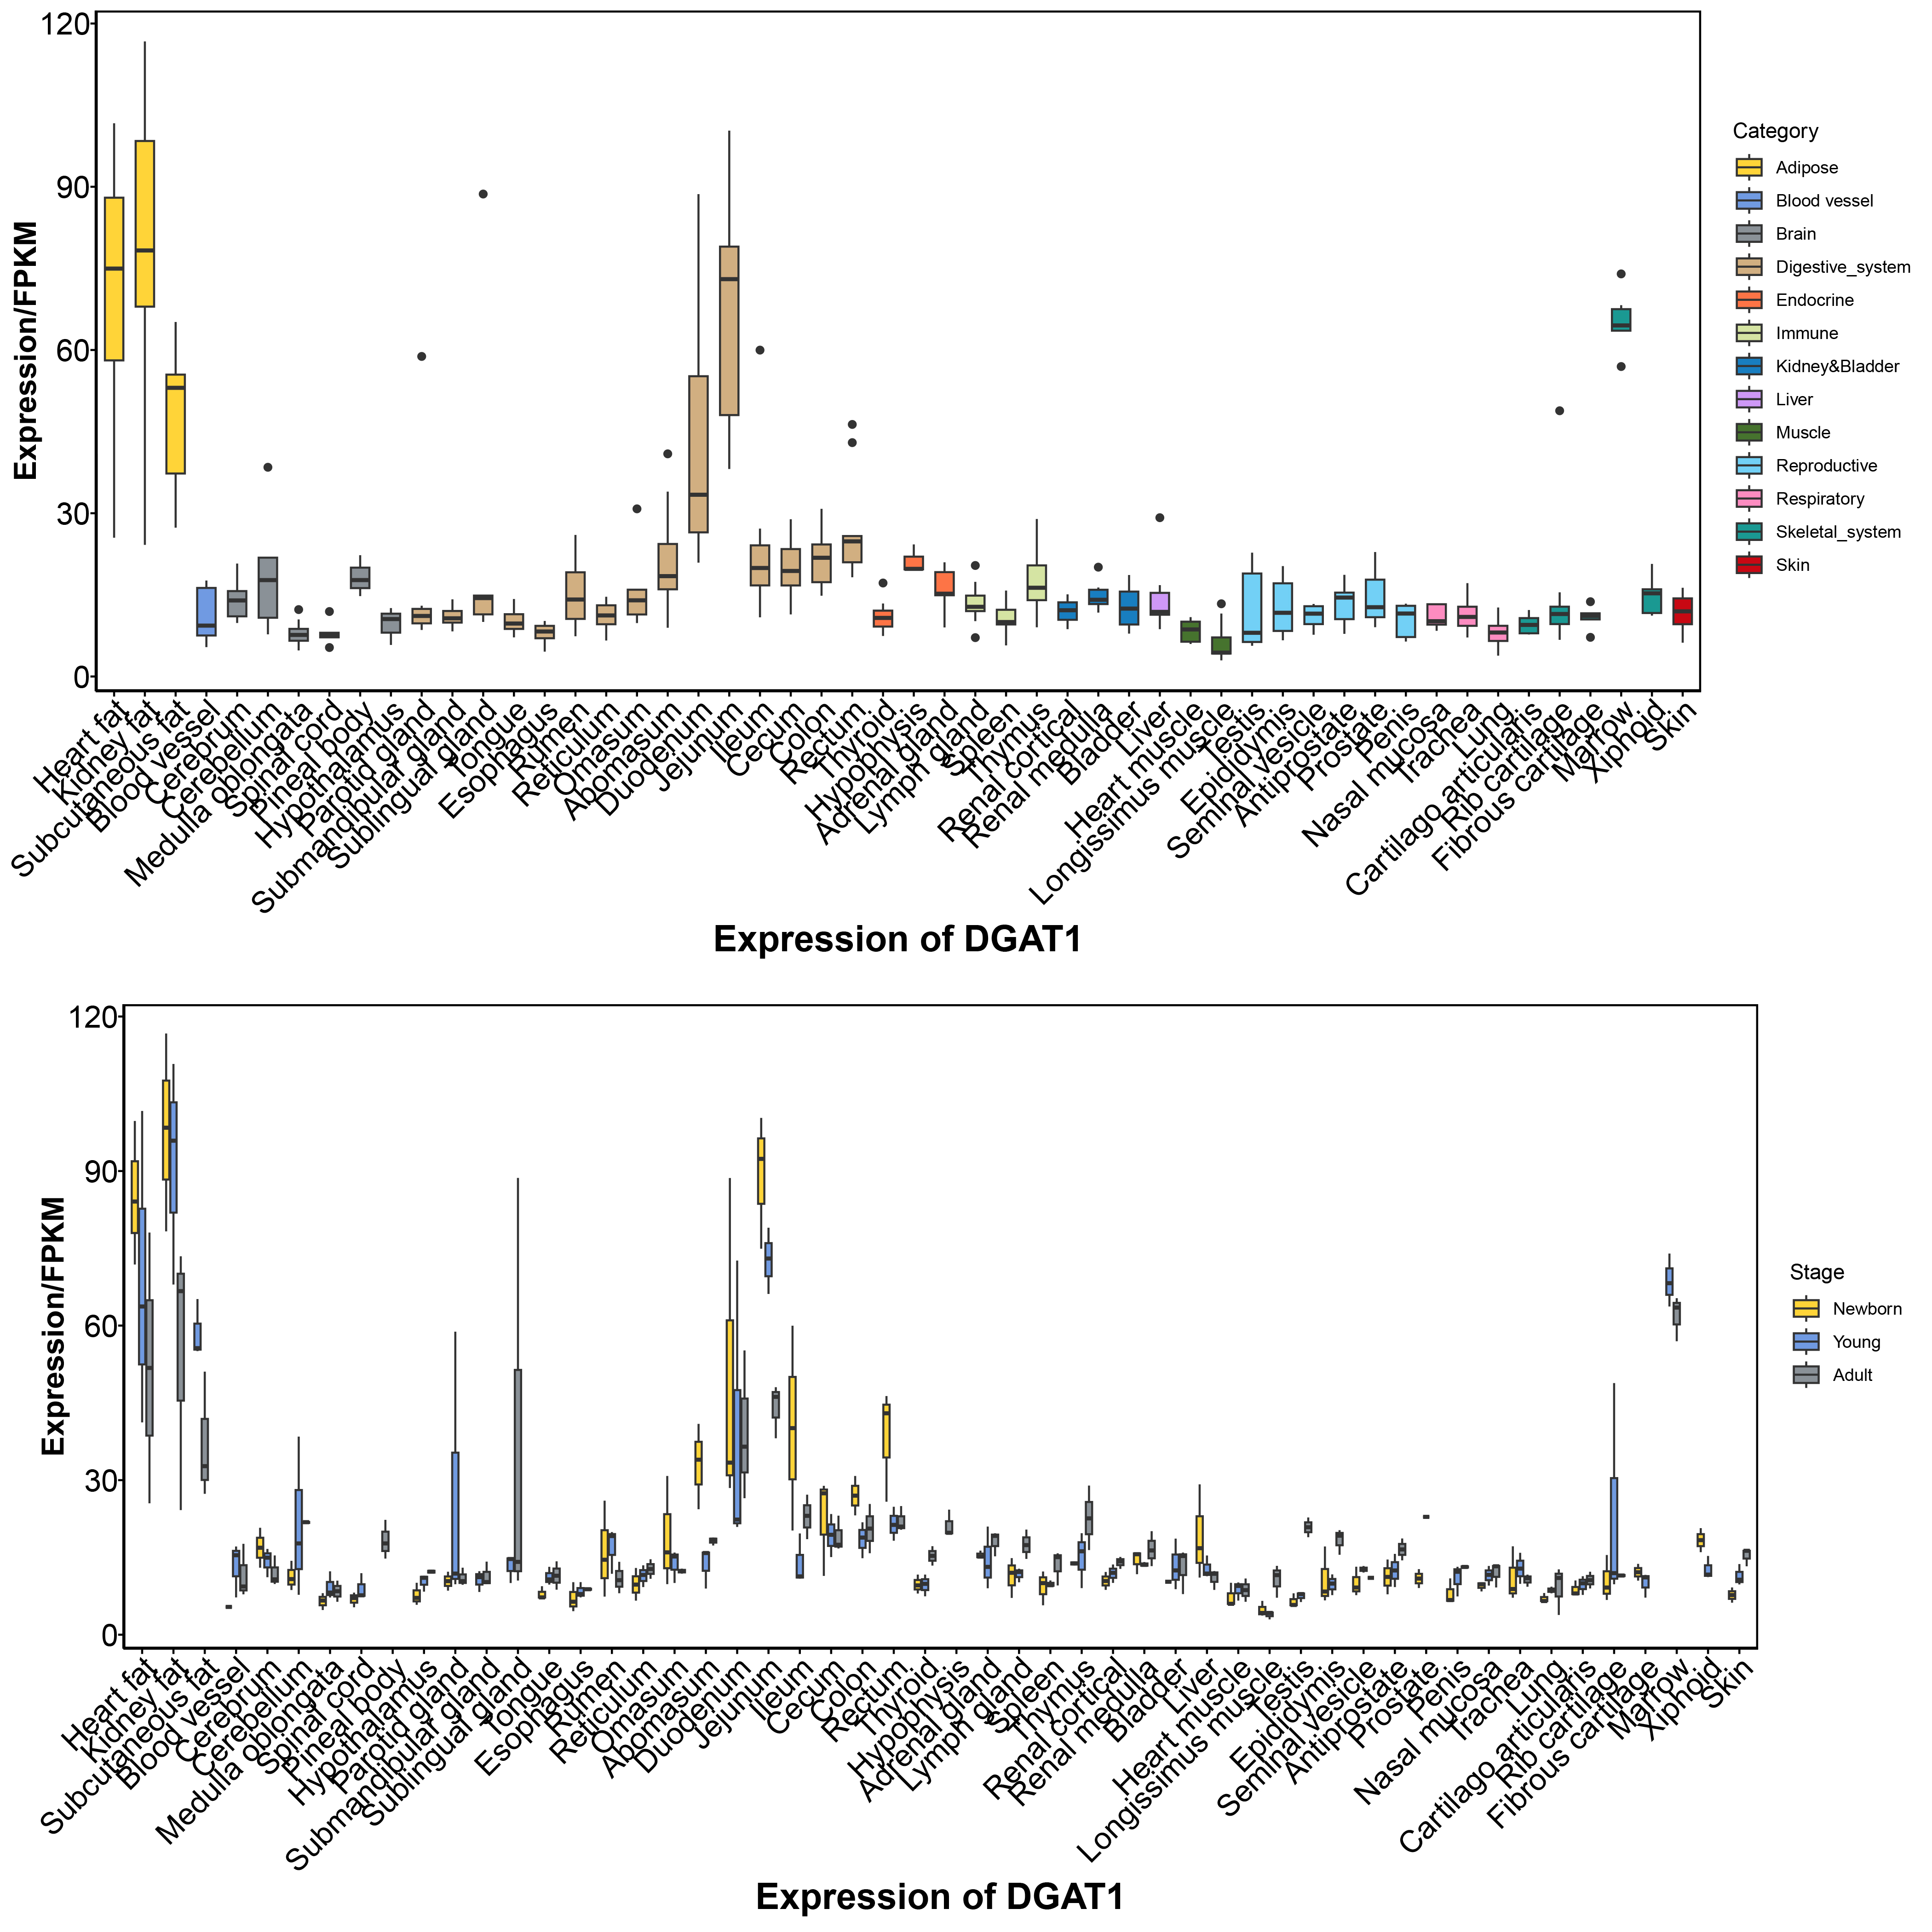 120
90
60
30
0
Expression/FPKM
Heart fat
Kidney fat
Subcutaneous fat
Blood vessel
Cerebrum
Cerebellum
Medulla oblongata
Spinal cord
Pineal body
Hypothalamus
Parotid gland
Submandibular gland
Sublingual gland
Tongue
Esophagus
Rumen
Reticulum
Omasum
Abomasum
Duodenum
Jejunum
Ileum
Cecum
Colon
Rectum
Thyroid
Hypophysis
Adrenal gland
Lymph gland
Spleen
Thymus
Renal cortical
Renal medulla
Bladder
Liver
Heart muscle
Longissimus muscle
Testis
Epididymis
Seminal vesicle
Antiprostate
Prostate
Penis
Nasal mucosa
Trachea
Lung
Cartilago articularis
Rib cartilage
Fibrous cartilage
Marrow
Xiphoid
Skin
Expression of DGAT1
Category
Adipose
Blood vessel
Brain
Digestive_system
Endocrine
Immune
Kidney&Bladder
Liver
Muscle
Reproductive
Respiratory
Skeletal_system
Skin
120
90
60
30
0
Expression/FPKM
Heart fat
Kidney fat
Subcutaneous fat
Blood vessel
Cerebrum
Cerebellum
Medulla oblongata
Spinal cord
Pineal body
Hypothalamus
Parotid gland
Submandibular gland
Sublingual gland
Tongue
Esophagus
Rumen
Reticulum
Omasum
Abomasum
Duodenum
Jejunum
Ileum
Cecum
Colon
Rectum
Thyroid
Hypophysis
Adrenal gland
Lymph gland
Spleen
Thymus
Renal cortical
Renal medulla
Bladder
Liver
Heart muscle
Longissimus muscle
Testis
Epididymis
Seminal vesicle
Antiprostate
Prostate
Penis
Nasal mucosa
Trachea
Lung
Cartilago articularis
Rib cartilage
Fibrous cartilage
Marrow
Xiphoid
Skin
Expression of DGAT1
Stage
Newborn
Young
Adult